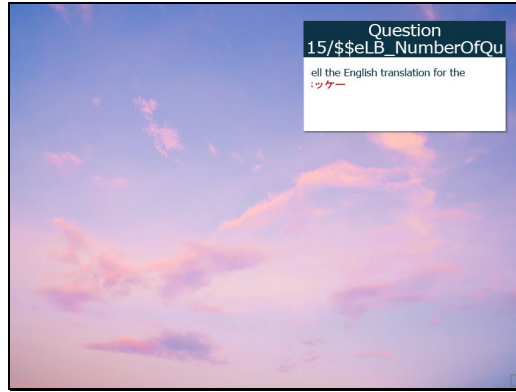 Question
15/$$eLB_NumberOfQu
ell the English translation for the
ッケー